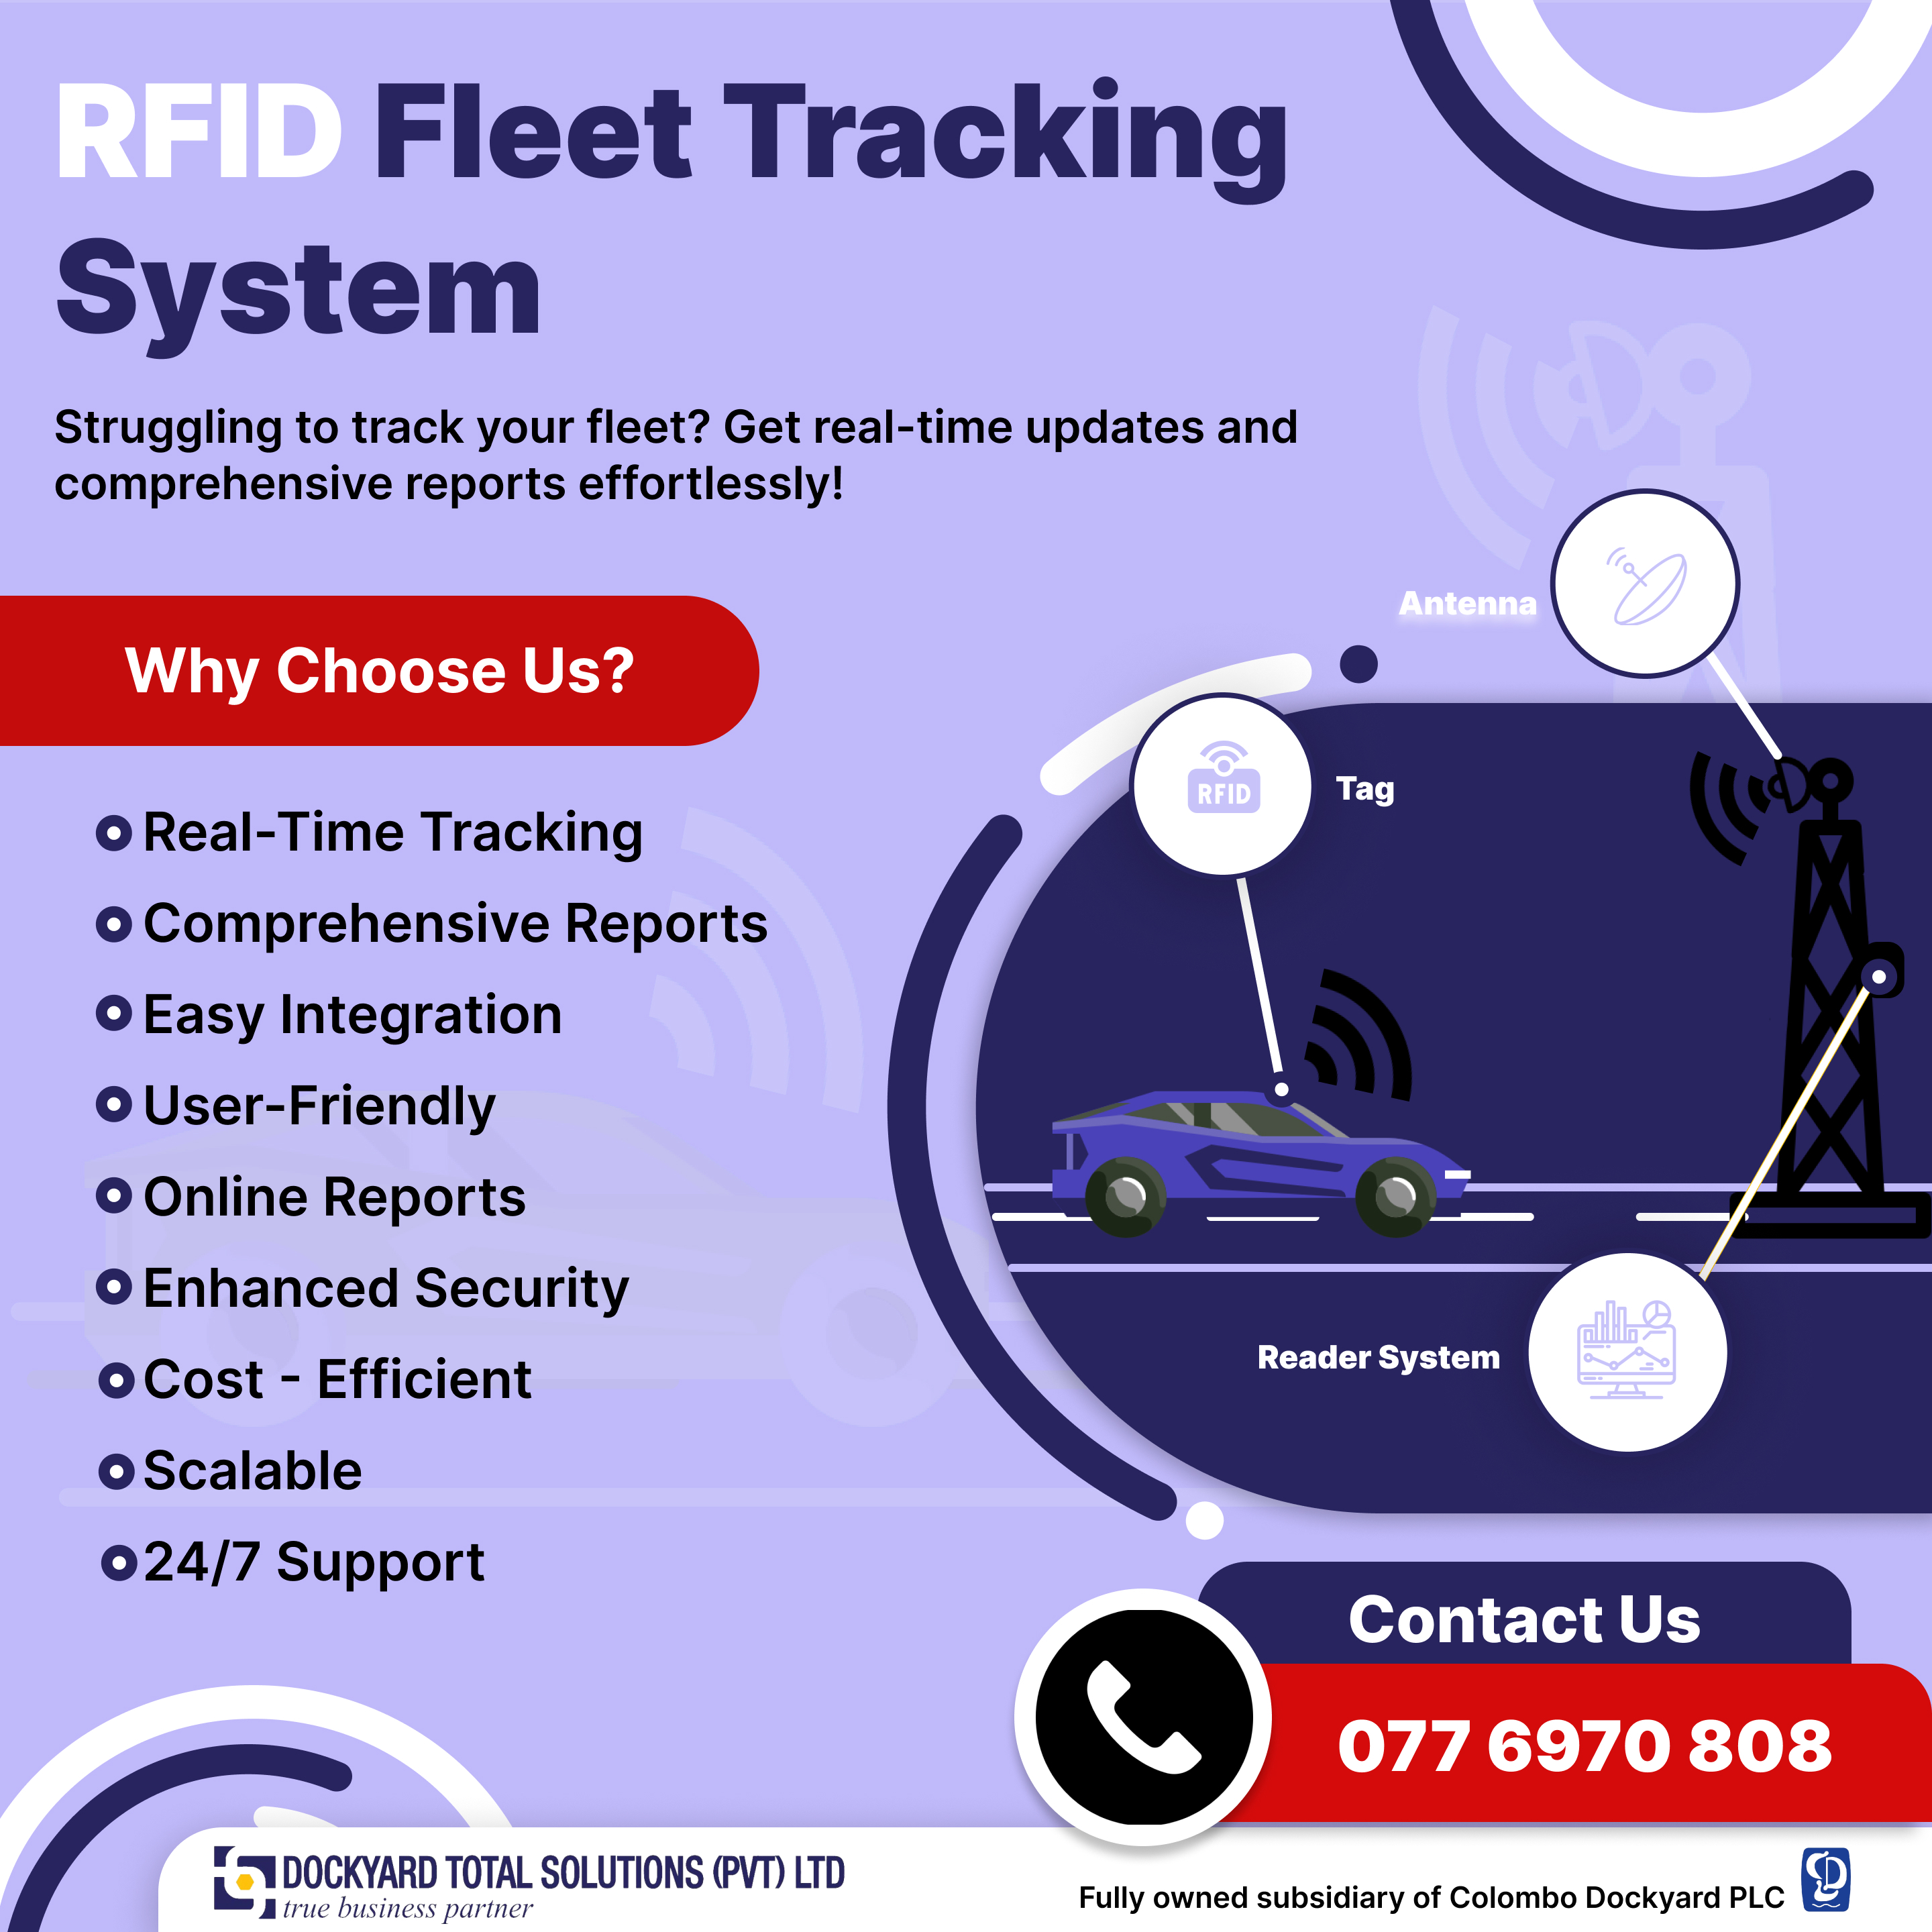 RFID Fleet Tracking
System
Struggling to track your fleet? Get real-time updates and
comprehensive reports effortlessly!
Why Choose Us?
Real-Time Tracking
Comprehensive Reports
Easy Integration
User-Friendly
Online Reports
Enhanced Security
Cost - Efficient
Scalable
24/7 Support
Antenna
RFID
Tag
Reader System
Contact Us
077 6970 808
DOCKYARD TOTAL SOLUTIONS (PVT) LTD
true business partner
Fully owned subsidiary of Colombo Dockyard PLC